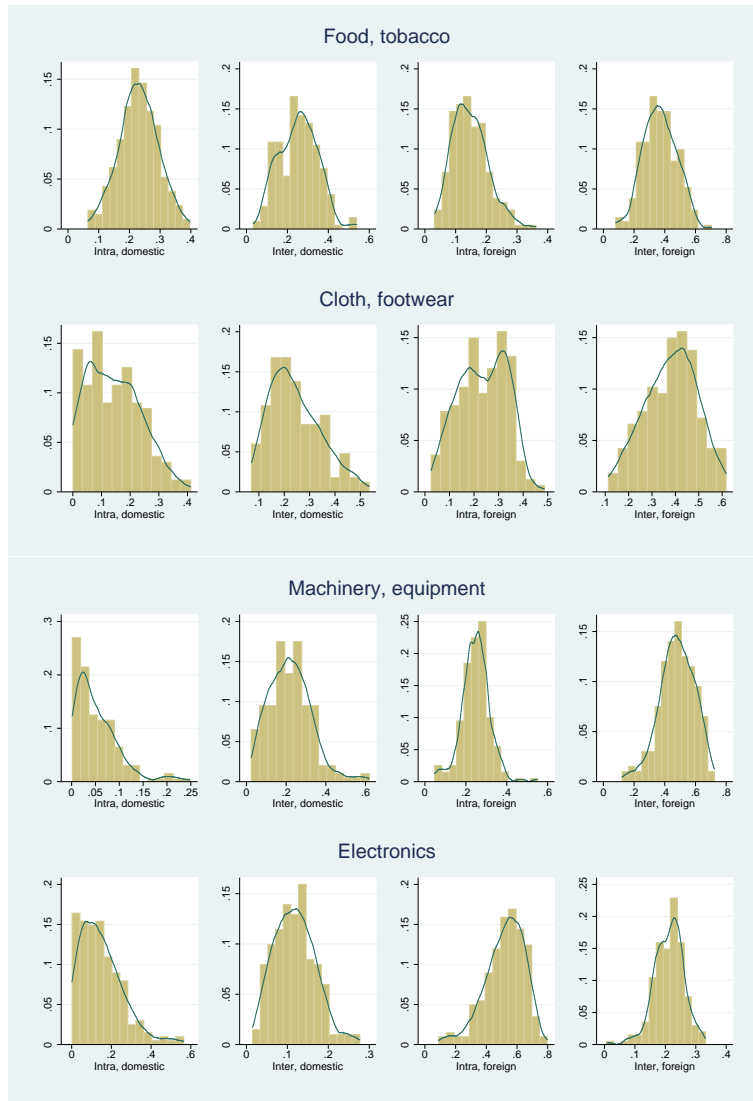 Food, tobacco
0 .05 .1 .15
0 .1 .2 .3 .4
Intra, domestic
0 .05 .1 .15 .2
0 .2 .4 .6
Inter, domestic
0 .05 .1 .15 .2
0 .1 .2 .3 .4
Intra, foreign
0 .05 .1 .15 .2
0 .2 .4 .6 .8
Inter, foreign
Cloth, footwear
0 .05 .1 .15
0 .1 .2 .3 .4
Intra, domestic
0 .05 .1 .15 .2
.1 .2 .3 .4 .5
Inter, domestic
0 .05 .1 .15
0 .1 .2 .3 .4 .5
Intra, foreign
0 .05 .1 .15
.1 .2 .3 .4 .5 .6
Inter, foreign
Machinery, equipment
0 .1 .2 .3
0 .05 .1 .15 .2 .25
Intra, domestic
0 .05 .1 .15 .2
0 .2 .4 .6
Inter, domestic
0 .05 .1 .15 .2 .25
0 .2 .4 .6
Intra, foreign
0 .05 .1 .15
0 .2 .4 .6 .8
Inter, foreign
Electronics
0 .05 .1 .15 .2
0 .2 .4 .6
Intra, domestic
0 .05 .1 .15
0 .1 .2 .3
Inter, domestic
0 .05 .1 .15 .2
0 .2 .4 .6 .8
Intra, foreign
0 .05 .1 .15 .2 .25
0 .1 .2 .3 .4
Inter, foreign